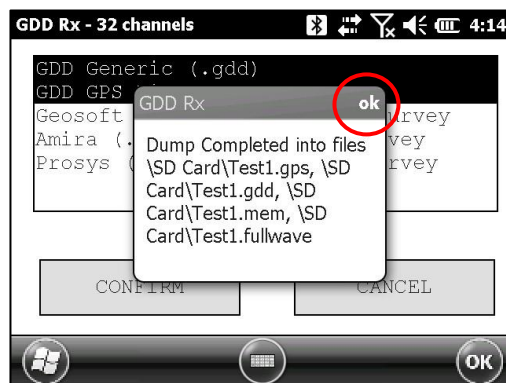 GDD Rx - 32 channels 4:14
GDD Generic (.gdd)
GDD GPS
Geosoft
Amira (. vey
Prosys ( rvey
GDD Rx ok
Dump Completed into files
\SD Card\Test1.gps, \SD
Card\Test1.gdd, \SD
Card\Test1.mem, \SD
Card\Test1.fullwave
CONFIRM CANCEL
OK